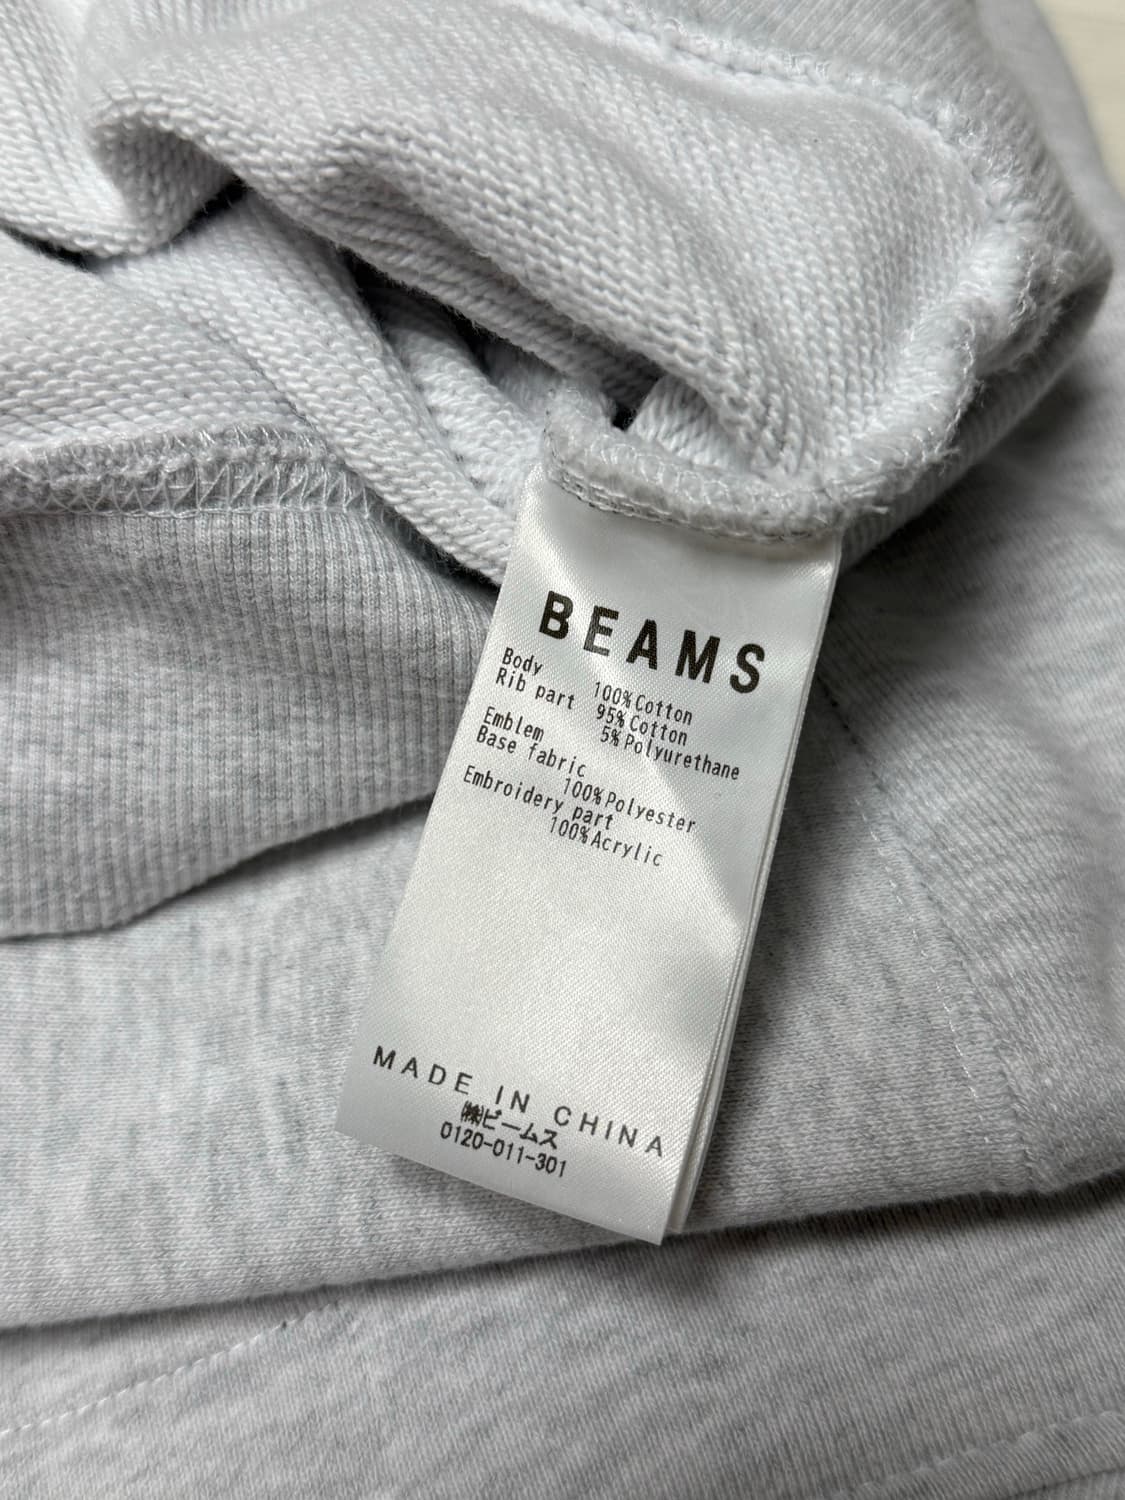 BEAMS
Body 100%Cotton
Rib part 95%Cotton
5%Polyurethane
Emblem
Base fabric
100%Polyester
Embroidery part
100%Acrylic
MADE IN CHINA
㈱ビームス
0120-011-301